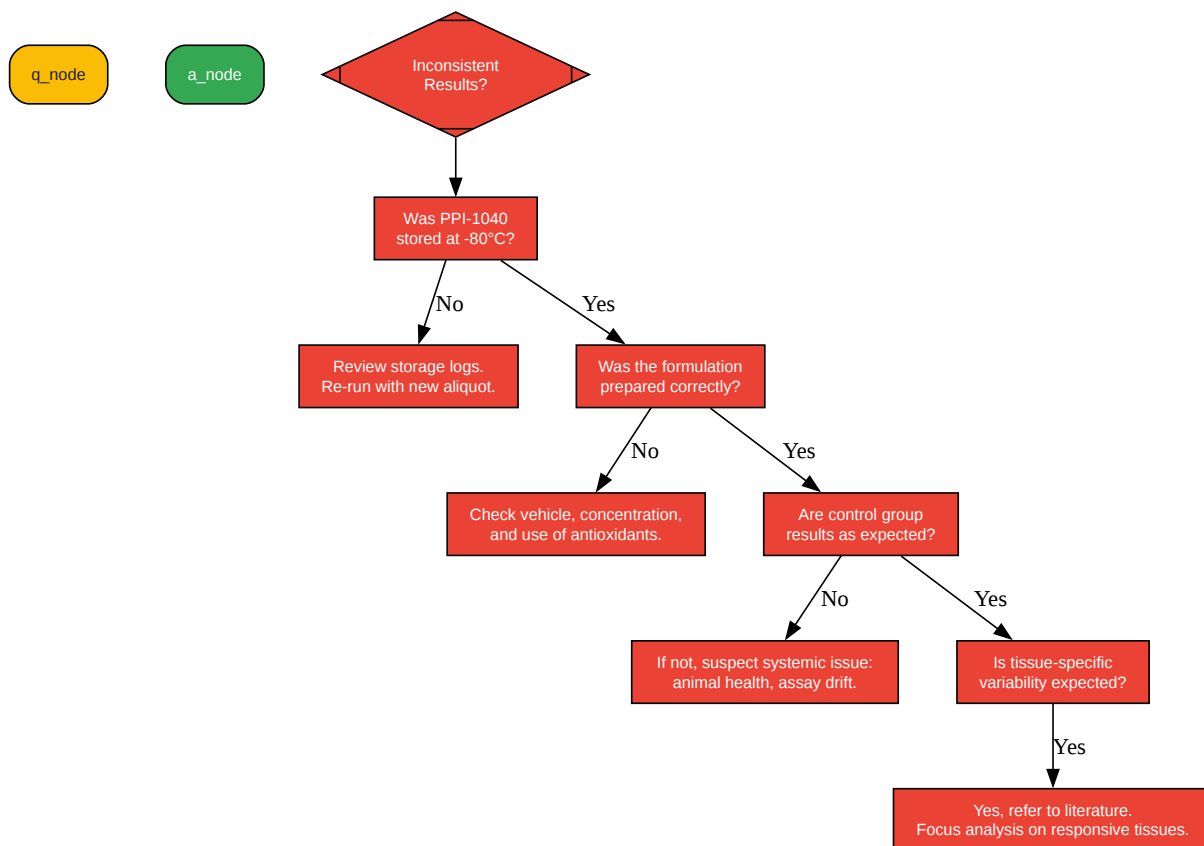 q_node
a_node
Inconsistent
Results?
Was PPI-1040
stored at -80°C?
No
Yes
Review storage logs.
Re-run with new aliquot.
Was the formulation
prepared correctly?
No
Yes
Check vehicle, concentration,
and use of antioxidants.
Are control group
results as expected?
No
Yes
If not, suspect systemic issue:
animal health, assay drift.
Is tissue-specific
variability expected?
Yes
Yes, refer to literature.
Focus analysis on responsive tissues.